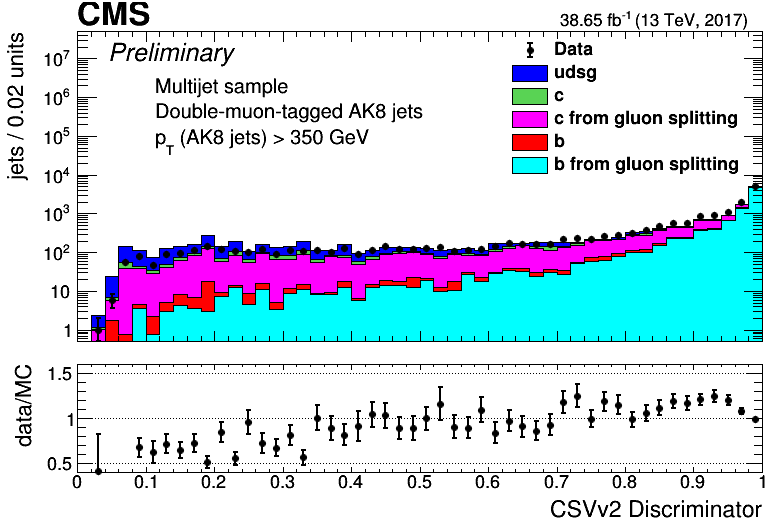 CMS
38.65 fb⁻¹ (13 TeV, 2017)
jets / 0.02 units
Preliminary
Multijet sample
Double-muon-tagged AK8 jets
p_T (AK8 jets) > 350 GeV
Data
udsg
c
c from gluon splitting
b
b from gluon splitting
10⁷
10⁶
10⁵
10⁴
10³
10²
10
1
data/MC
1.5
1
0.5
0 0.1 0.2 0.3 0.4 0.5 0.6 0.7 0.8 0.9 1
CSVv2 Discriminator